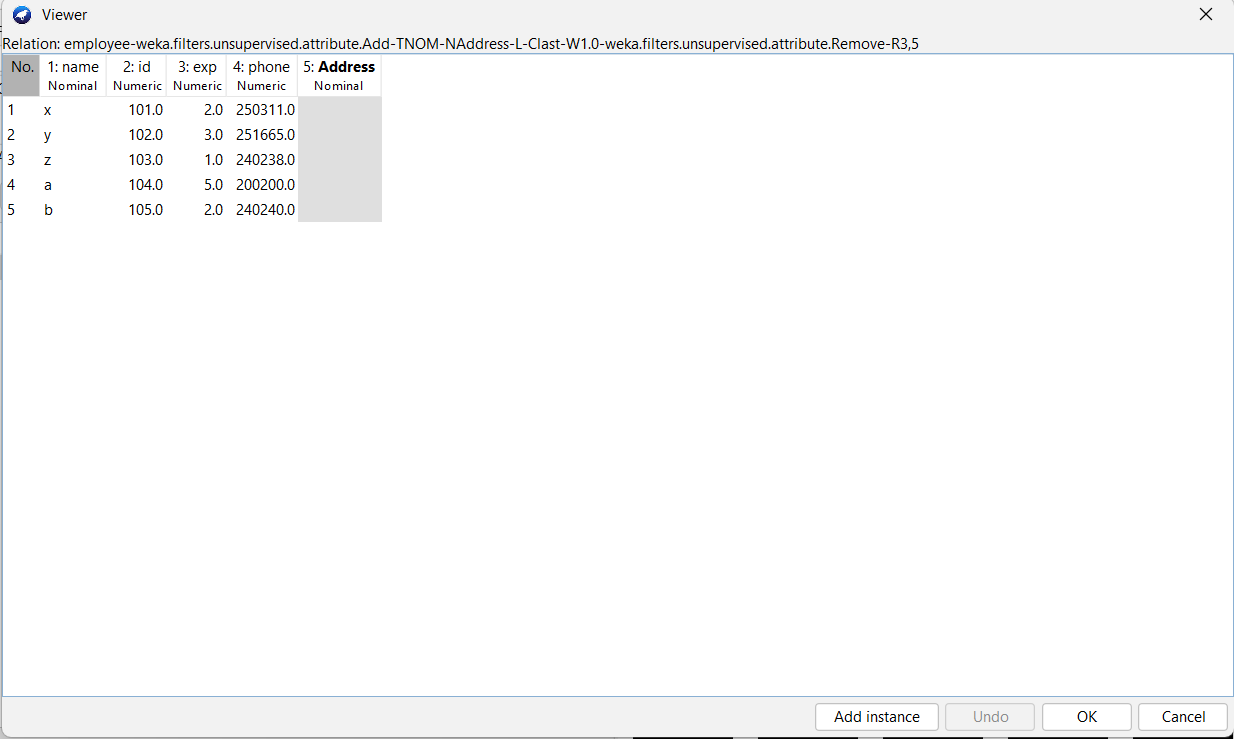 Viewer
Relation: employee-weka.filters.unsupervised.attribute.Add-TNOM-NAddress-L-Clast-W1.0-weka.filters.unsupervised.attribute.Remove-R3,5
No. 1: name 2: id 3: exp 4: phone 5: Address
Nominal Numeric Numeric Numeric Nominal
1 x 101.0 2.0 250311.0
2 y 102.0 3.0 251665.0
3 z 103.0 1.0 240238.0
4 a 104.0 5.0 200200.0
5 b 105.0 2.0 240240.0
Add instance Undo OK Cancel